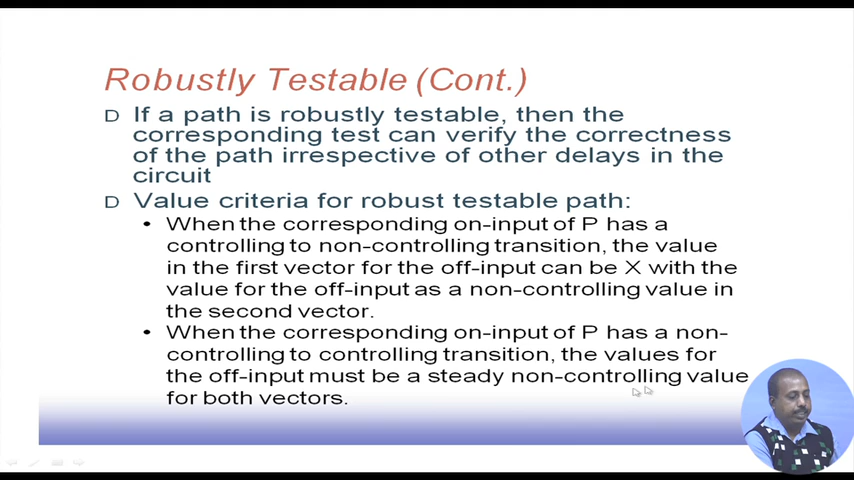 Robustly Testable (Cont.)
If a path is robustly testable, then the
corresponding test can verify the correctness
of the path irrespective of other delays in the
circuit
Value criteria for robust testable path:
• When the corresponding on-input of P has a
controlling to non-controlling transition, the value
in the first vector for the off-input can be X with the
value for the off-input as a non-controlling value in
the second vector.
• When the corresponding on-input of P has a non-
controlling to controlling transition, the values for
the off-input must be a steady non-controlling value
for both vectors.